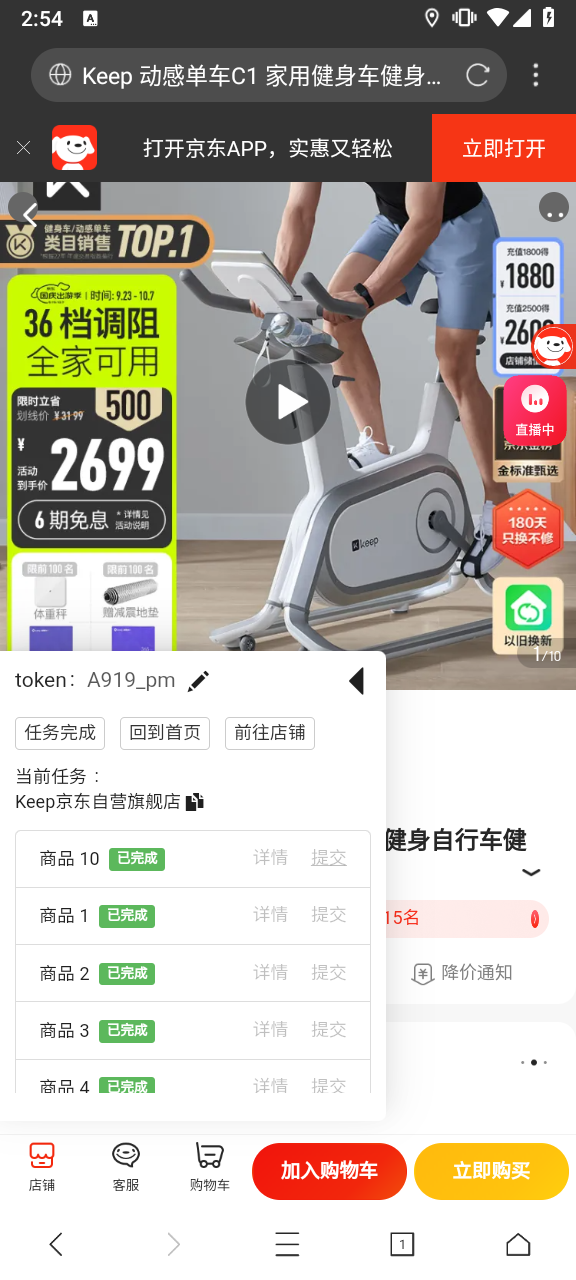 2:54
A
Keep 动感单车C1 家用健身车健身...
打开京东APP，实惠又轻松
立即打开
健身车/动感单车
类目销售 TOP.1
国庆出游季 | 时间: 9.23 - 10.7
36 档调阻
全家可用
限时立省 500
划线价 ¥3199
¥
活动
到手价 2699
6 期免息 *详情见
活动说明
限前100名 限前100名
体重秤 赠减震地垫
充值1800得
¥1880
充值2500得
直播中
金标准甄选
180天
只换不修
以旧换新
1/10
token: A919_pm
任务完成 回到首页 前往店铺
当前任务：
Keep京东自营旗舰店
商品 10 已完成 详情 提交
商品 1 已完成 详情 提交
商品 2 已完成 详情 提交
商品 3 已完成 详情 提交
商品 4 已完成 详情 提交
健身自行车健
15名
降价通知
店铺
客服
购物车
加入购物车
立即购买
1